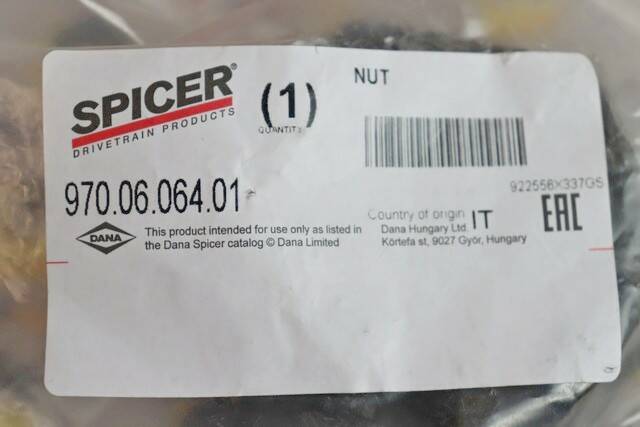 SPICER®
DRIVETRAIN PRODUCTS
(1)
QUANTITY
NUT
970.06.064.01
922556X337GS
DANA
This product intended for use only as listed in
the Dana Spicer catalog © Dana Limited
Country of origin IT
Dana Hungary Ltd.
Körtefa st, 9027 Győr, Hungary
EAC